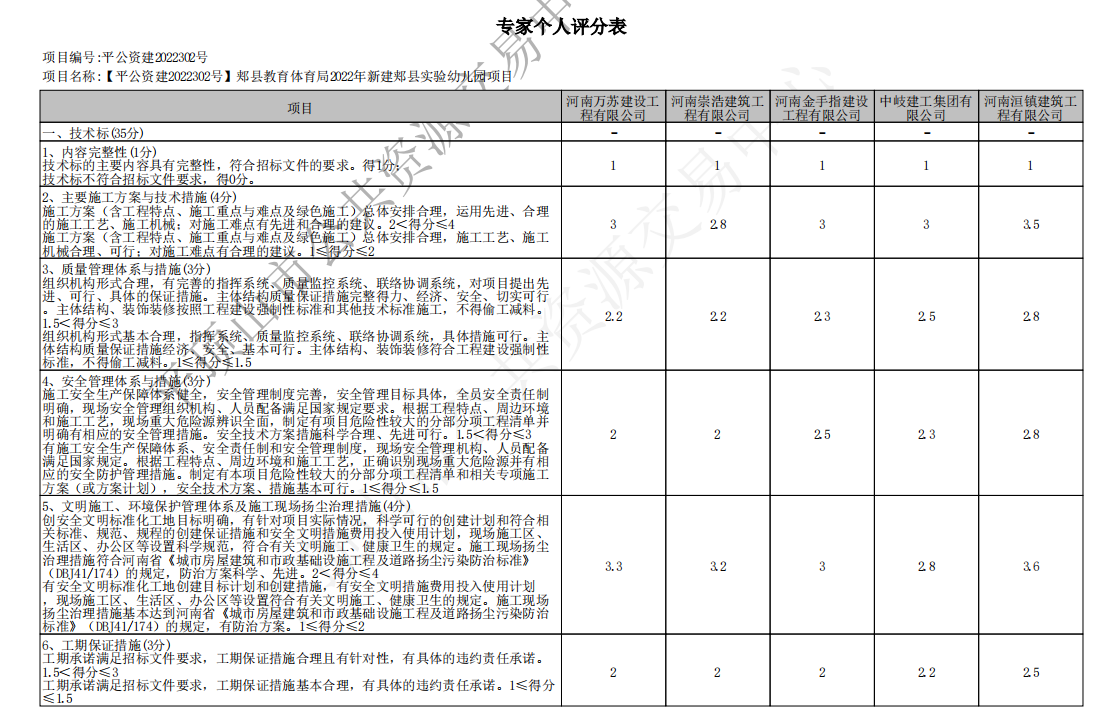 专家个人评分表
项目编号:平公资建2022302号
项目名称:【平公资建2022302号】郏县教育体育局2022年新建郏县实验幼儿园项目
项目 河南万苏建设工程有限公司 河南崇浩建筑工程有限公司 河南金手指建设工程有限公司 中岐建工集团有限公司 河南洹镇建筑工程有限公司
一、技术标(35分) - - - - -
1、内容完整性(1分)
技术标的主要内容具有完整性，符合招标文件的要求。得1分；
技术标不符合招标文件要求，得0分。
1 1 1 1 1
2、主要施工方案与技术措施(4分)
施工方案（含工程特点、施工重点与难点及绿色施工）总体安排合理，运用先进、合理
的施工工艺、施工机械；对施工难点有先进和合理的建议。2＜得分≤4
施工方案（含工程特点、施工重点与难点及绿色施工）总体安排合理，施工工艺、施工
机械合理、可行；对施工难点有合理的建议。1≤得分≤2
3 2.8 3 3 3.5
3、质量管理体系与措施(3分)
组织机构形式合理，有完善的指挥系统、质量监控系统、联络协调系统，对项目提出先
进、可行、具体的保证措施。主体结构质量保证措施完整得力、经济、安全、切实可行
。主体结构、装饰装修按照工程建设强制性标准和其他技术标准施工，不得偷工减料。
1.5＜得分≤3
组织机构形式基本合理，指挥系统、质量监控系统、联络协调系统，具体措施可行。主
体结构质量保证措施经济、安全、基本可行。主体结构、装饰装修符合工程建设强制性
标准，不得偷工减料。1≤得分≤1.5
2.2 2.2 2.3 2.5 2.8
4、安全管理体系与措施(3分)
施工安全生产保障体系健全，安全管理制度完善，安全管理目标具体，全员安全责任制
明确，现场安全管理组织机构、人员配备满足国家规定要求。根据工程特点、周边环境
和施工工艺，现场重大危险源辨识全面，制定有项目危险性较大的分部分项工程清单并
明确有相应的安全管理措施。安全技术方案措施科学合理、先进可行。1.5＜得分≤3
有施工安全生产保障体系、安全责任制和安全管理制度，现场安全管理机构、人员配备
满足国家规定。根据工程特点、周边环境和施工工艺，正确识别现场重大危险源并有相
应的安全防护管理措施。制定有本项目危险性较大的分部分项工程清单和相关专项施工
方案（或方案计划），安全技术方案、措施基本可行。1≤得分≤1.5
2 2 2.5 2.3 2.8
5、文明施工、环境保护管理体系及施工现场扬尘治理措施(4分)
创安全文明标准化工地目标明确，有针对项目实际情况，科学可行的创建计划和符合相
关标准、规范、规程的创建保证措施和安全文明措施费用投入使用计划，现场施工区、
生活区、办公区等设置科学规范，符合有关文明施工、健康卫生的规定。施工现场扬尘
治理措施符合河南省《城市房屋建筑和市政基础设施工程及道路扬尘污染防治标准》
（DBJ41/174）的规定，防治方案科学、先进。2＜得分≤4
有安全文明标准化工地创建目标计划和创建措施，有安全文明措施费用投入使用计划
，现场施工区、生活区、办公区等设置符合有关文明施工、健康卫生的规定。施工现场
扬尘治理措施基本达到河南省《城市房屋建筑和市政基础设施工程及道路扬尘污染防治
标准》（DBJ41/174）的规定，有防治方案。1≤得分≤2
3.3 3.2 3 2.8 3.6
6、工期保证措施(3分)
工期承诺满足招标文件要求，工期保证措施合理且有针对性，有具体的违约责任承诺。
1.5＜得分≤3
工期承诺满足招标文件要求，工期保证措施基本合理，有具体的违约责任承诺。1≤得分
≤1.5
2 2 2 2.2 2.5
平顶山市公共资源交易中
共资源交易中心